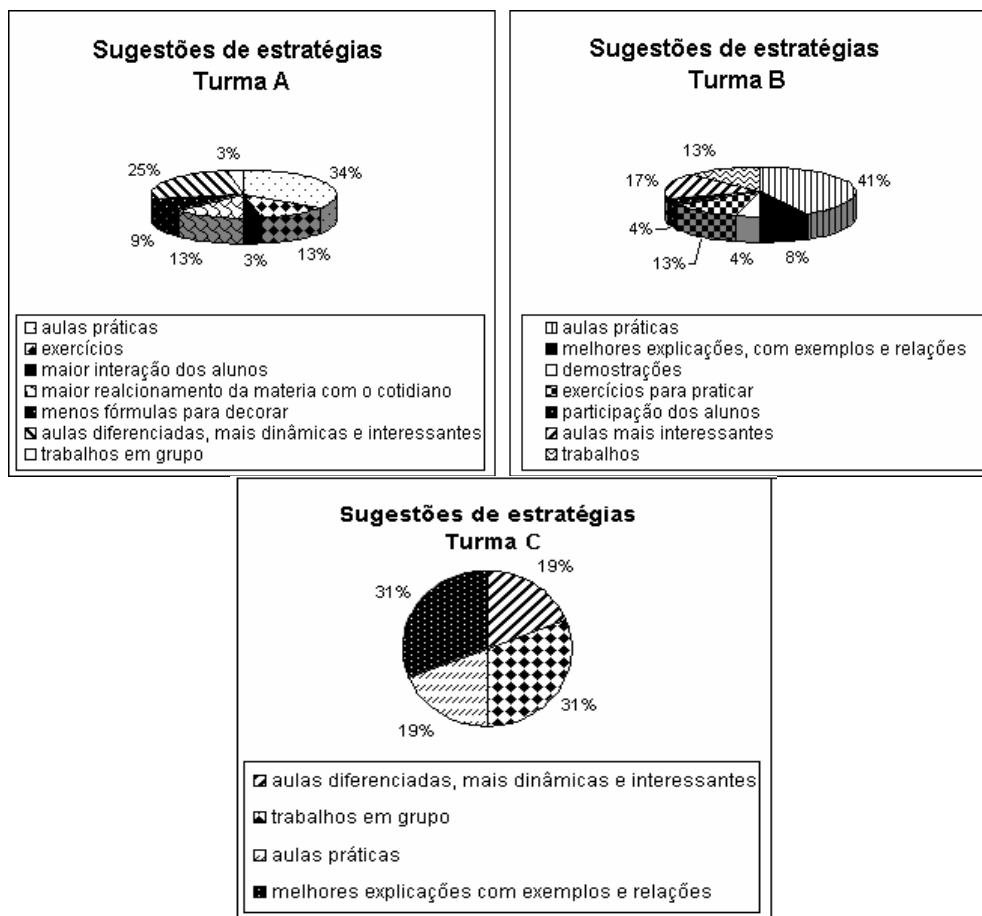 Sugestões de estratégias
Turma A
3%
25%
34%
9%
13%
3%
13%
aulas práticas
exercícios
maior interação dos alunos
maior realcionamento da materia com o cotidiano
menos fórmulas para decorar
aulas diferenciadas, mais dinâmicas e interessantes
trabalhos em grupo
Sugestões de estratégias
Turma B
13%
17%
41%
4%
13%
4%
8%
aulas práticas
melhores explicações, com exemplos e relações
demostrações
exercícios para praticar
participação dos alunos
aulas mais interessantes
trabalhos
Sugestões de estratégias
Turma C
19%
31%
31%
19%
aulas diferenciadas, mais dinâmicas e interessantes
trabalhos em grupo
aulas práticas
melhores explicações com exemplos e relações